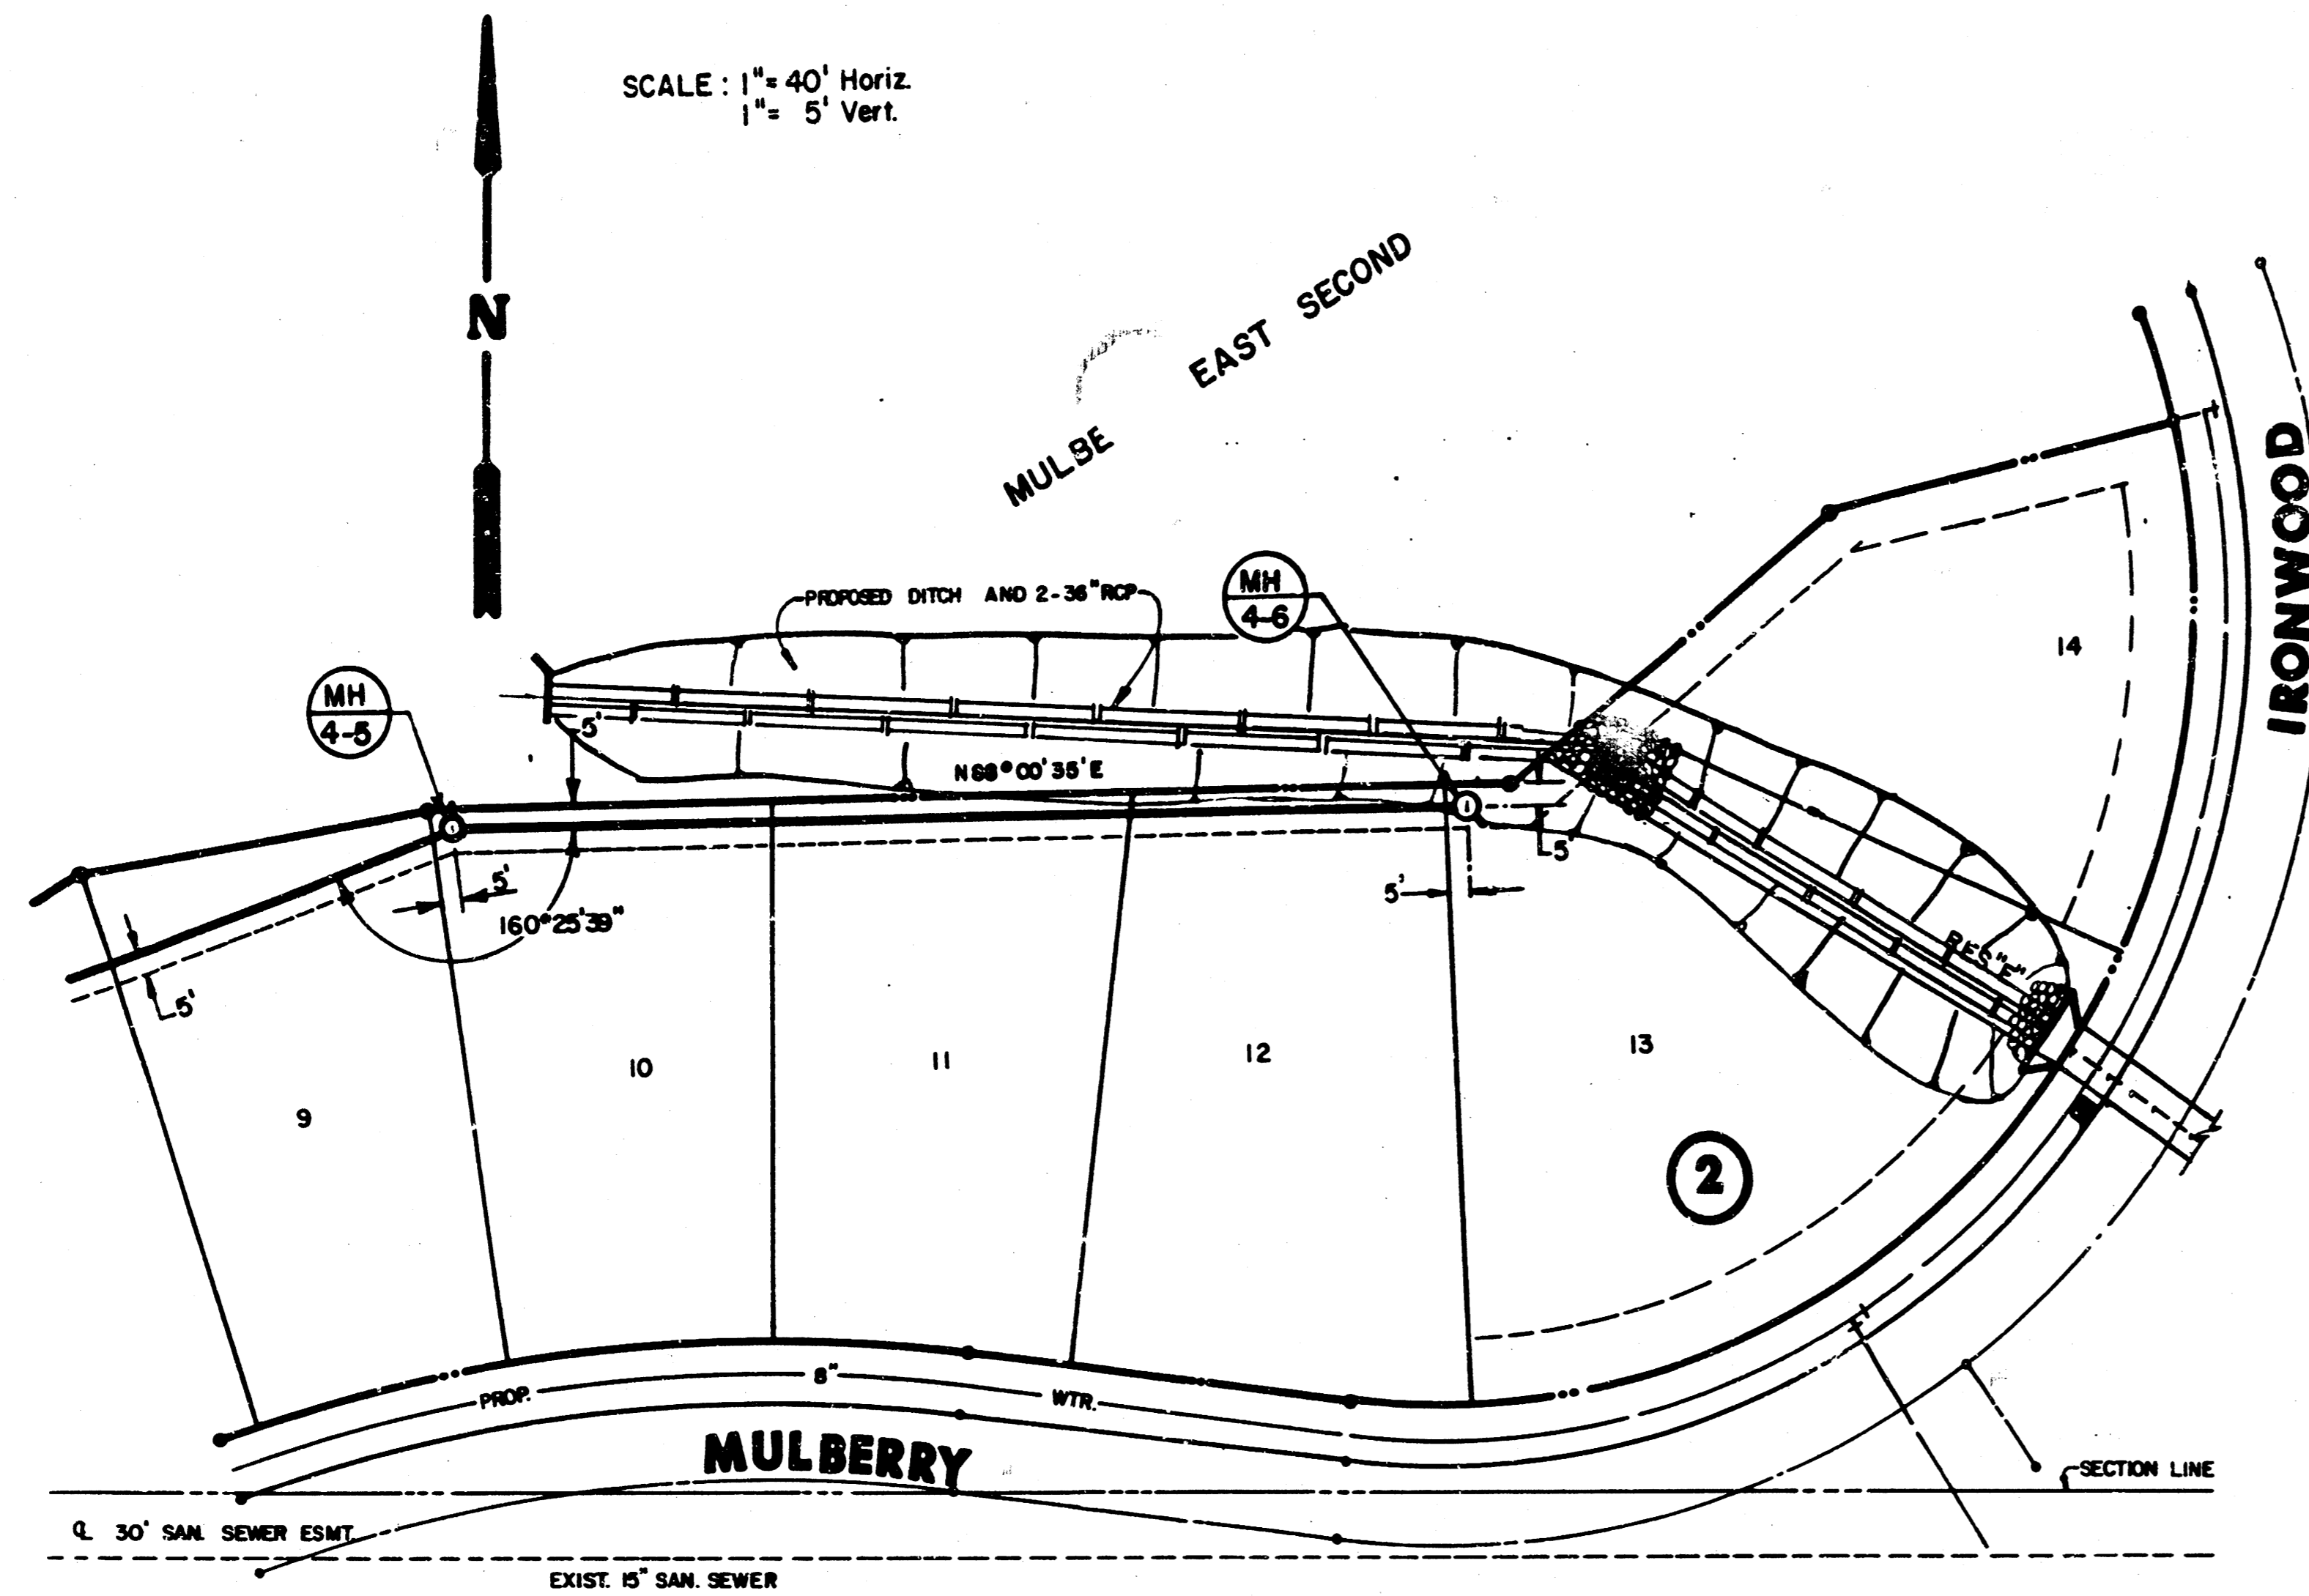 SCALE : 1"= 40' Horiz.
1"= 5' Vert.
N
EAST SECOND
MULBE
IRONWOOD
PROPOSED DITCH AND 2-36"RCP
MH
4-6
14
MH
4-5
5'
N88°00'35"E
5'
5'
5'
160°25'39"
5'
RES "F"
9
10
11
12
13
2
PROP. 8" WTR.
MULBERRY
SECTION LINE
℄ 30' SAN. SEWER ESMT.
EXIST. 15" SAN. SEWER